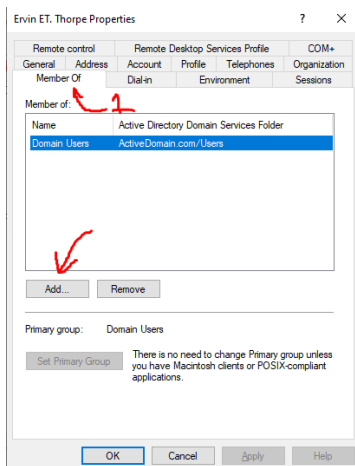 Ervin ET. Thorpe Properties ? ×
Remote control Remote Desktop Services Profile COM+
General Address Account Profile Telephones Organization
Member Of Dial-in Environment Sessions
1
Member of:
Name Active Directory Domain Services Folder
Domain Users ActiveDomain.com/Users
Add... Remove
Primary group: Domain Users
Set Primary Group There is no need to change Primary group unless
you have Macintosh clients or POSIX-compliant
applications.
OK Cancel Apply Help